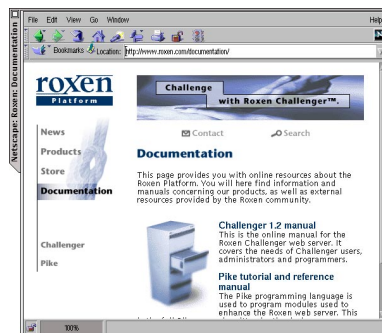 Netscape: Roxen: Documentation
File Edit View Go Window Help
Bookmarks Location: http://www.roxen.com/documentation/
roxen
Platform
Challenge
with Roxen Challenger™.
News
Products
Store
Documentation
Challenger
Pike
Contact Search
Documentation
This page provides you with online resources about the
Roxen Platform. You will here find information and
manuals concerning our products, as well as external
resources provided by the Roxen community.
Challenger 1.2 manual
This is the online manual for the
Roxen Challenger web server. It
covers the needs of Challenger users,
administrators and programmers.
Pike tutorial and reference
manual
The Pike programming language is
used to program modules used to
enhance the Roxen web server. This
100%